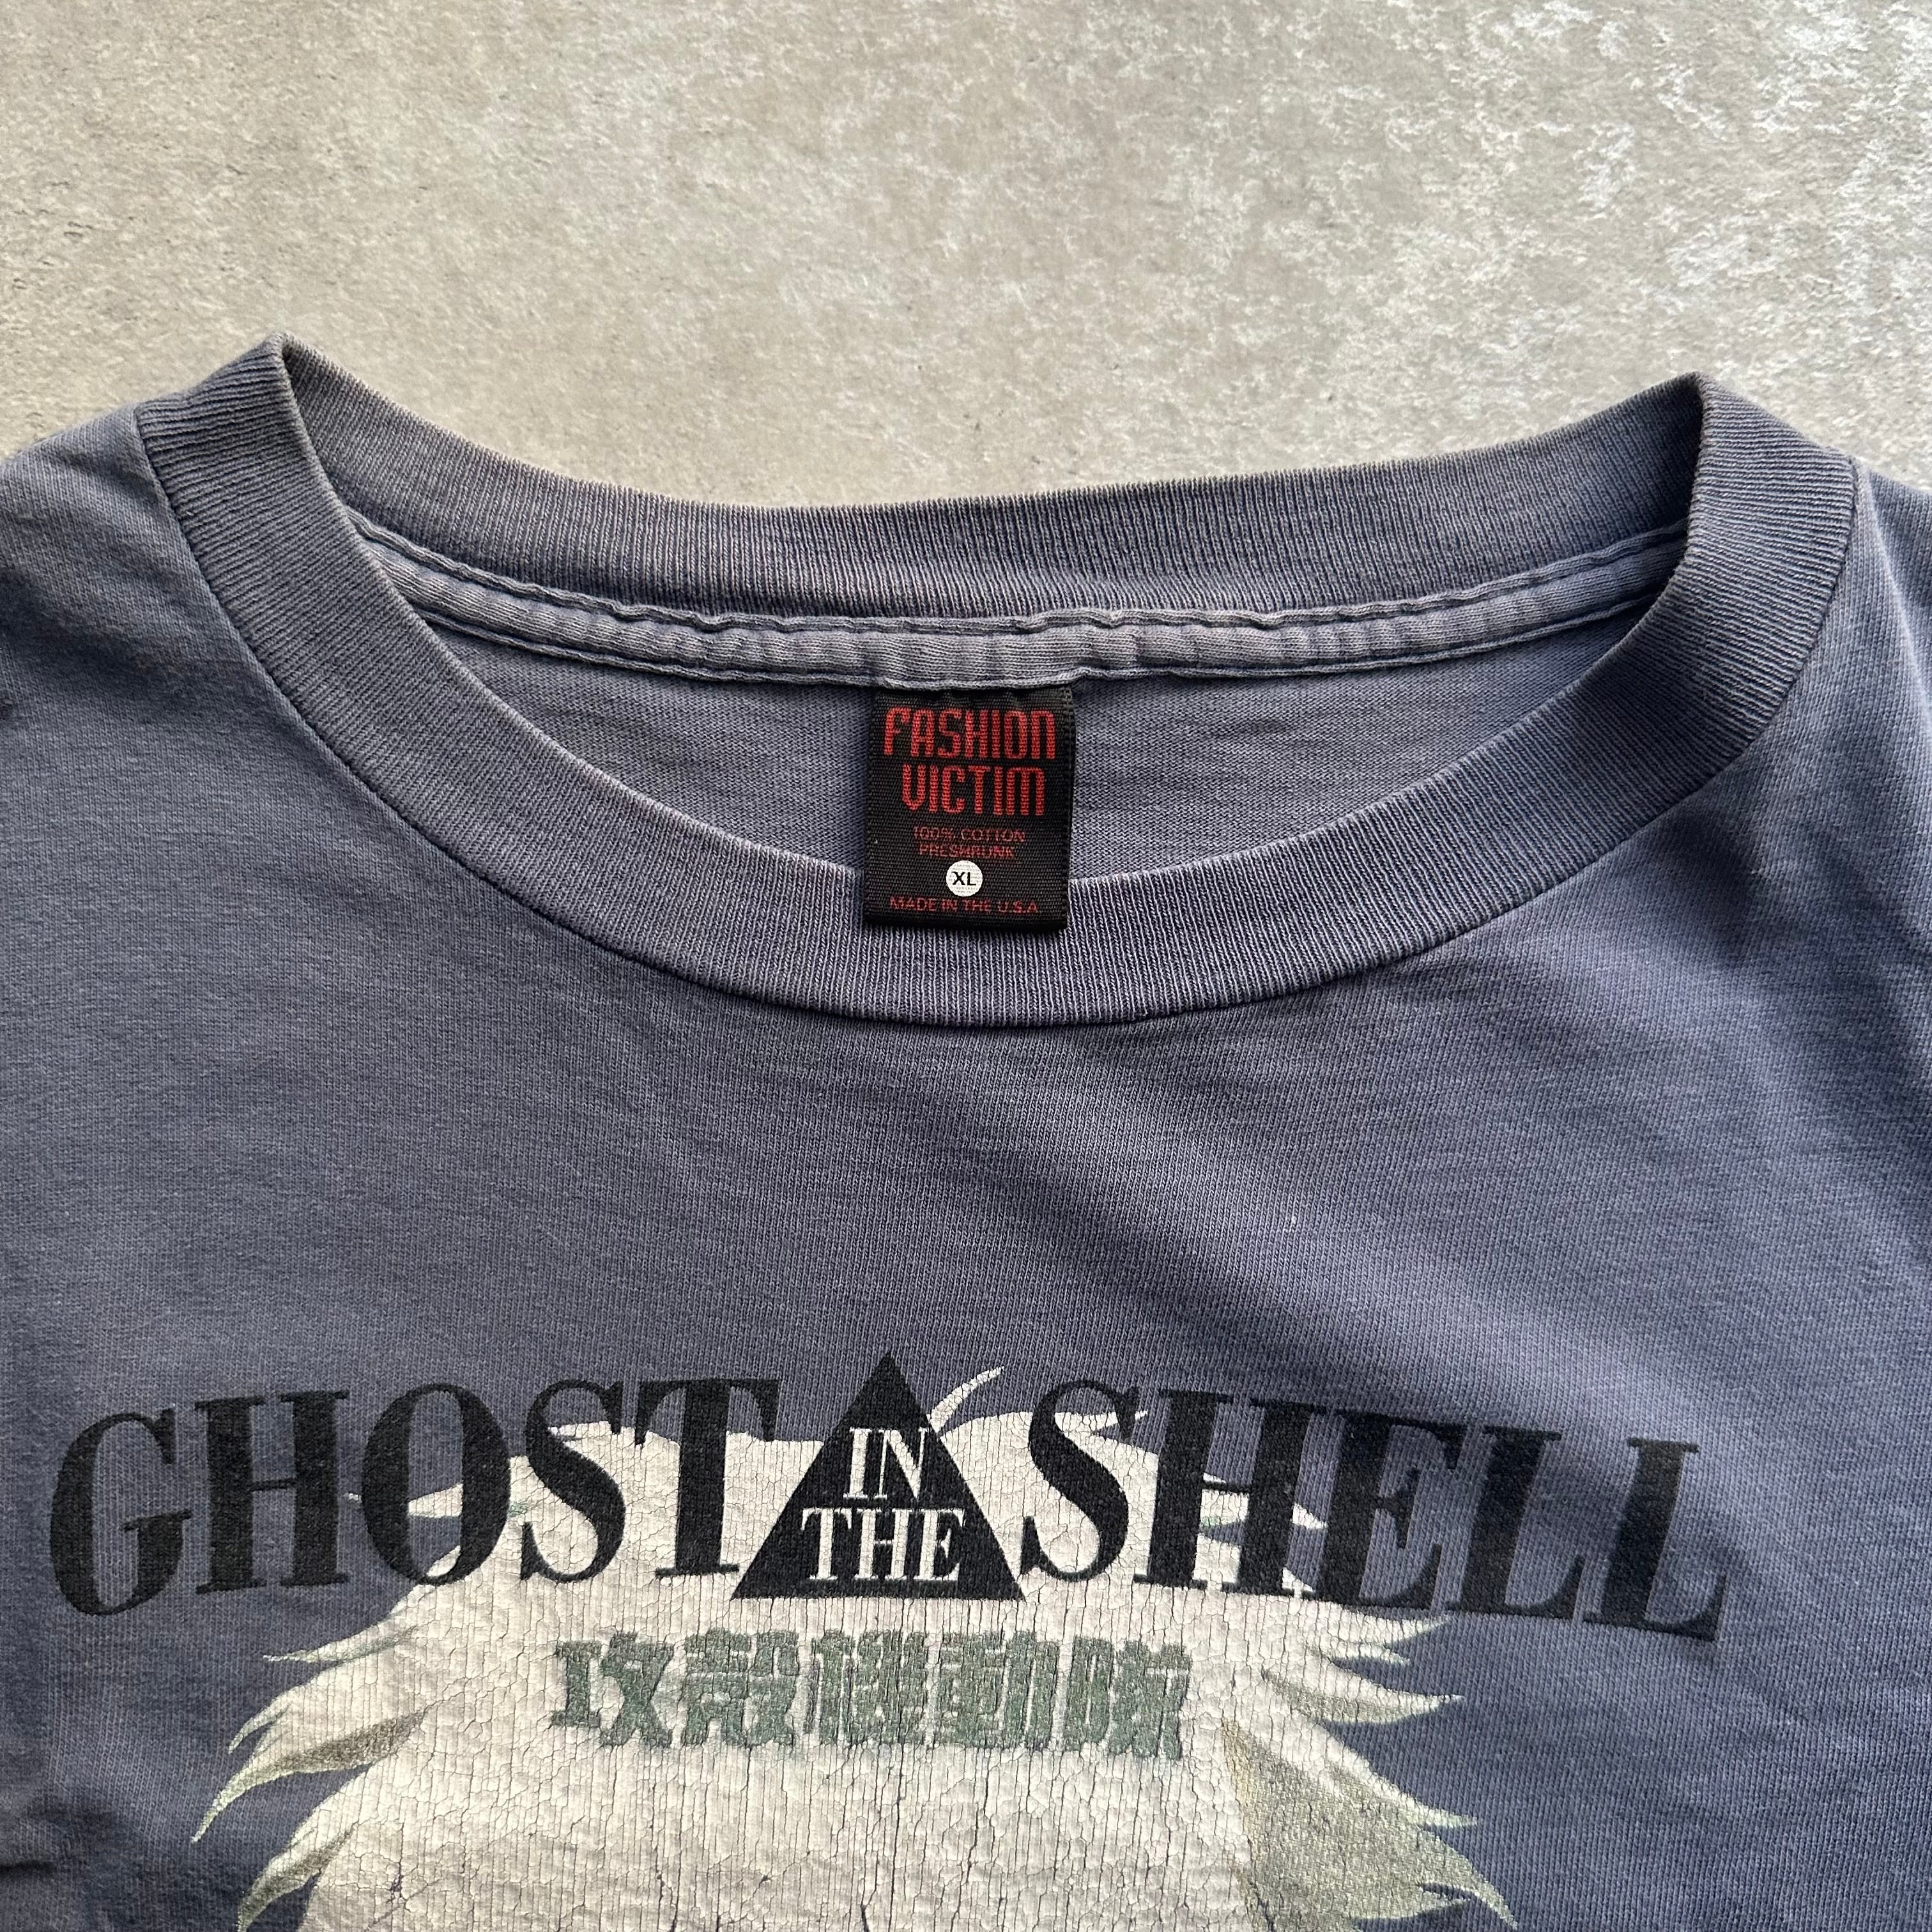 FASHION
VICTIM
100% COTTON
PRESHRUNK
XL
MADE IN THE U.S.A.
GHOST IN THE SHELL
攻殻機動隊